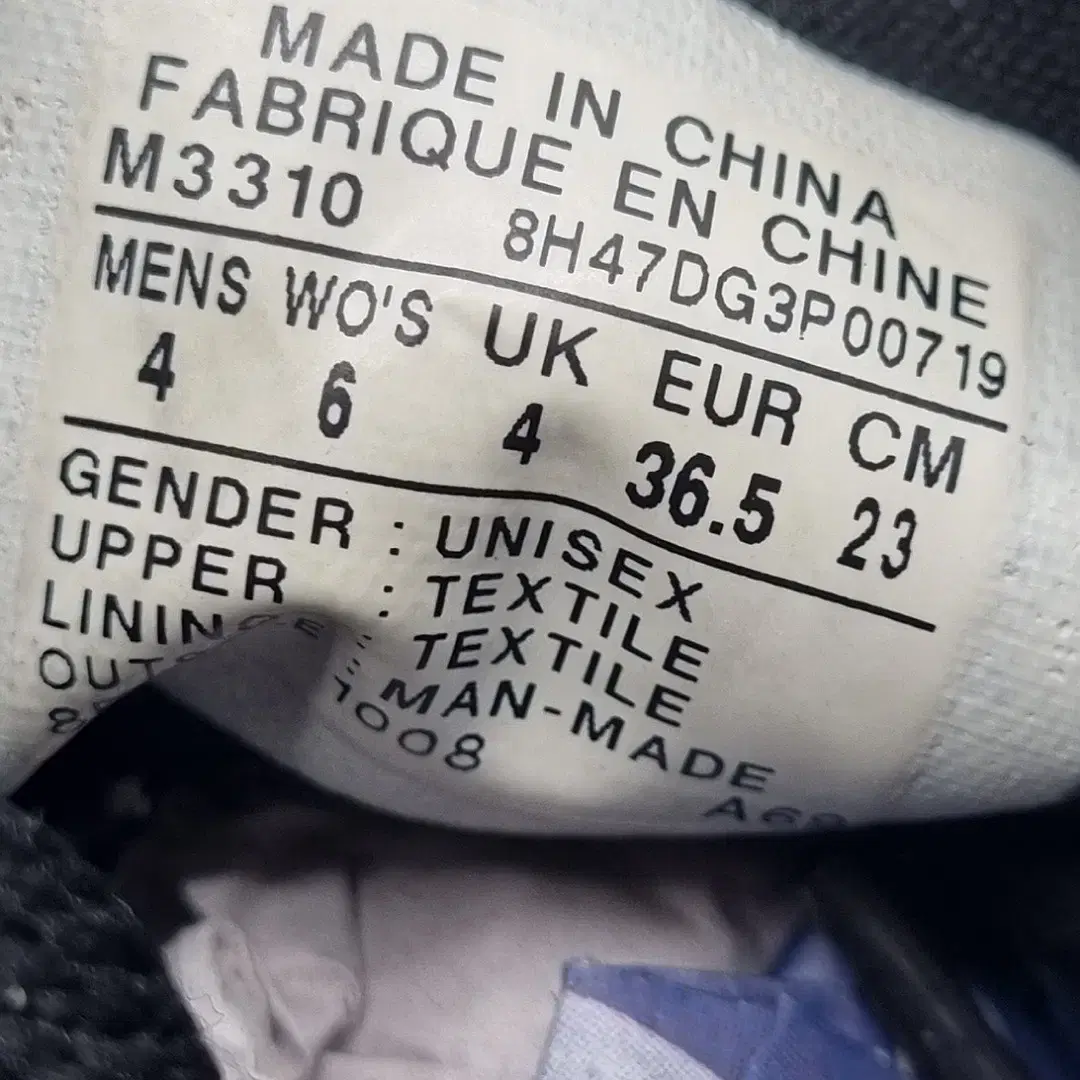 MADE IN CHINA
FABRIQUE EN CHINE
M3310 8H47DG3P00719
MENS WO'S UK EUR CM
4 6 4 36.5 23
GENDER : UNISEX
UPPER : TEXTILE
LINING : TEXTILE
MAN-MADE